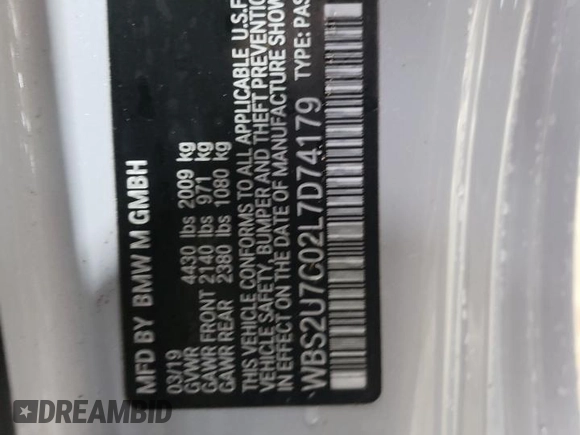 MFD BY BMW M GMBH
03/19
GVWR 4430 lbs 2009 kg
GAWR FRONT 2140 lbs 971 kg
GAWR REAR 2380 lbs 1080 kg
THIS VEHICLE CONFORMS TO ALL APPLICABLE U.S.F
VEHICLE SAFETY, BUMPER AND THEFT PREVENTION
EFFECT ON THE DATE OF MANUFACTURE SHOW
WBS2U7C02L7D74179 TYPE: PAS
DREAMBID